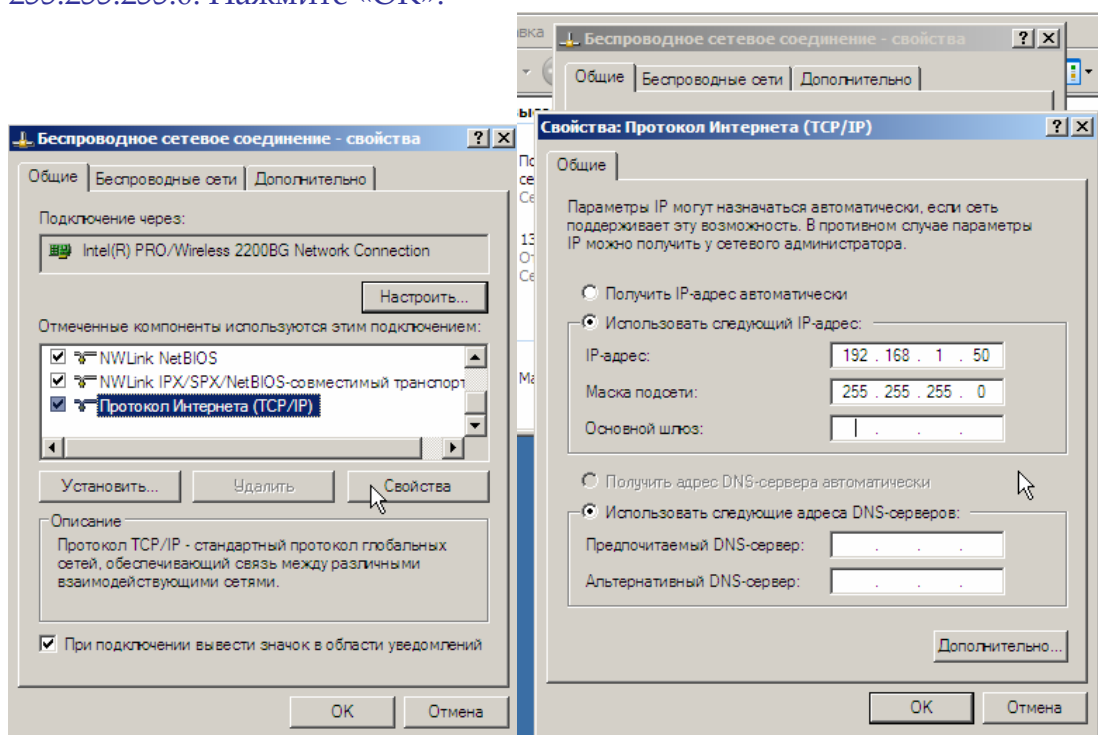 255.255.255.0. Нажмите «OK».
Беспроводное сетевое соединение - свойства
Общие
Беспроводные сети
Дополнительно
Подключение через:
Intel(R) PRO/Wireless 2200BG Network Connection
Настроить...
Отмеченные компоненты используются этим подключением:
NWLink NetBIOS
NWLink IPX/SPX/NetBIOS-совместимый транспорт
Протокол Интернета (TCP/IP)
Установить...
Удалить
Свойства
Описание
Протокол TCP/IP - стандартный протокол глобальных
сетей, обеспечивающий связь между различными
взаимодействующими сетями.
При подключении вывести значок в области уведомлений
OK
Отмена
Беспроводное сетевое соединение - свойства
Общие
Беспроводные сети
Дополнительно
Свойства: Протокол Интернета (TCP/IP)
Общие
Параметры IP могут назначаться автоматически, если сеть
поддерживает эту возможность. В противном случае параметры
IP можно получить у сетевого администратора.
Получить IP-адрес автоматически
Использовать следующий IP-адрес:
IP-адрес: 192 . 168 . 1 . 50
Маска подсети: 255 . 255 . 255 . 0
Основной шлюз: . . .
Получить адрес DNS-сервера автоматически
Использовать следующие адреса DNS-серверов:
Предпочитаемый DNS-сервер: . . .
Альтернативный DNS-сервер: . . .
Дополнительно...
OK
Отмена